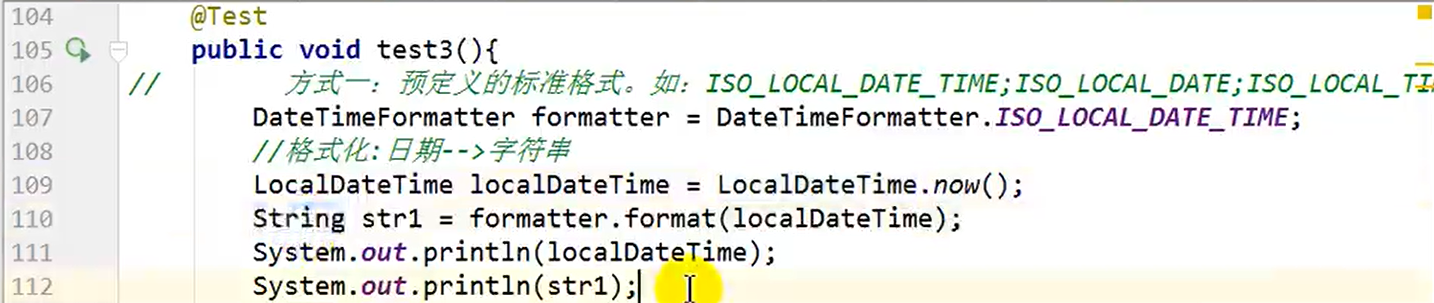 104 @Test
105 public void test3(){
106 // 方式一：预定义的标准格式。如：ISO_LOCAL_DATE_TIME;ISO_LOCAL_DATE;ISO_LOCAL_TI
107 DateTimeFormatter formatter = DateTimeFormatter.ISO_LOCAL_DATE_TIME;
108 //格式化:日期-->字符串
109 LocalDateTime localDateTime = LocalDateTime.now();
110 String str1 = formatter.format(localDateTime);
111 System.out.println(localDateTime);
112 System.out.println(str1);